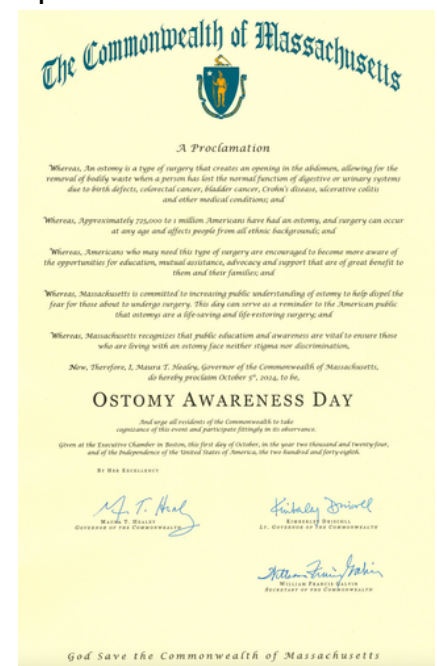 The Commonwealth of Massachusetts
A Proclamation
Whereas, An ostomy is a type of surgery that creates an opening in the abdomen, allowing for the
removal of bodily waste when a person has lost the normal function of digestive or urinary systems
due to birth defects, colorectal cancer, bladder cancer, Crohn's disease, ulcerative colitis
and other medical conditions; and
Whereas, Approximately 725,000 to 1 million Americans have had an ostomy, and surgery can occur
at any age and affects people from all ethnic backgrounds; and
Whereas, Americans who may need this type of surgery are encouraged to become more aware of
the opportunities for education, mutual assistance, advocacy and support that are of great benefit to
them and their families; and
Whereas, Massachusetts is committed to increasing public understanding of ostomy to help dispel the
fear for those about to undergo surgery. This day can serve as a reminder to the American public
that ostomys are a life-saving and life-restoring surgery; and
Whereas, Massachusetts recognizes that public education and awareness are vital to ensure those
who are living with an ostomy face neither stigma nor discrimination,
Now, Therefore, I, Maura T. Healey, Governor of the Commonwealth of Massachusetts,
do hereby proclaim October 5th, 2024, to be,
OSTOMY AWARENESS DAY
And urge all residents of the Commonwealth to take
cognizance of this event and participate fittingly in its observance.
Given at the Executive Chamber in Boston, this first day of October, in the year two thousand and twenty-four,
and of the Independence of the United States of America, the two hundred and forty-eighth.
BY HER EXCELLENCY
MAURA T. HEALEY
GOVERNOR OF THE COMMONWEALTH
KIMBERLEY DRISCOLL
LT. GOVERNOR OF THE COMMONWEALTH
WILLIAM FRANCIS GALVIN
SECRETARY OF THE COMMONWEALTH
God Save the Commonwealth of Massachusetts